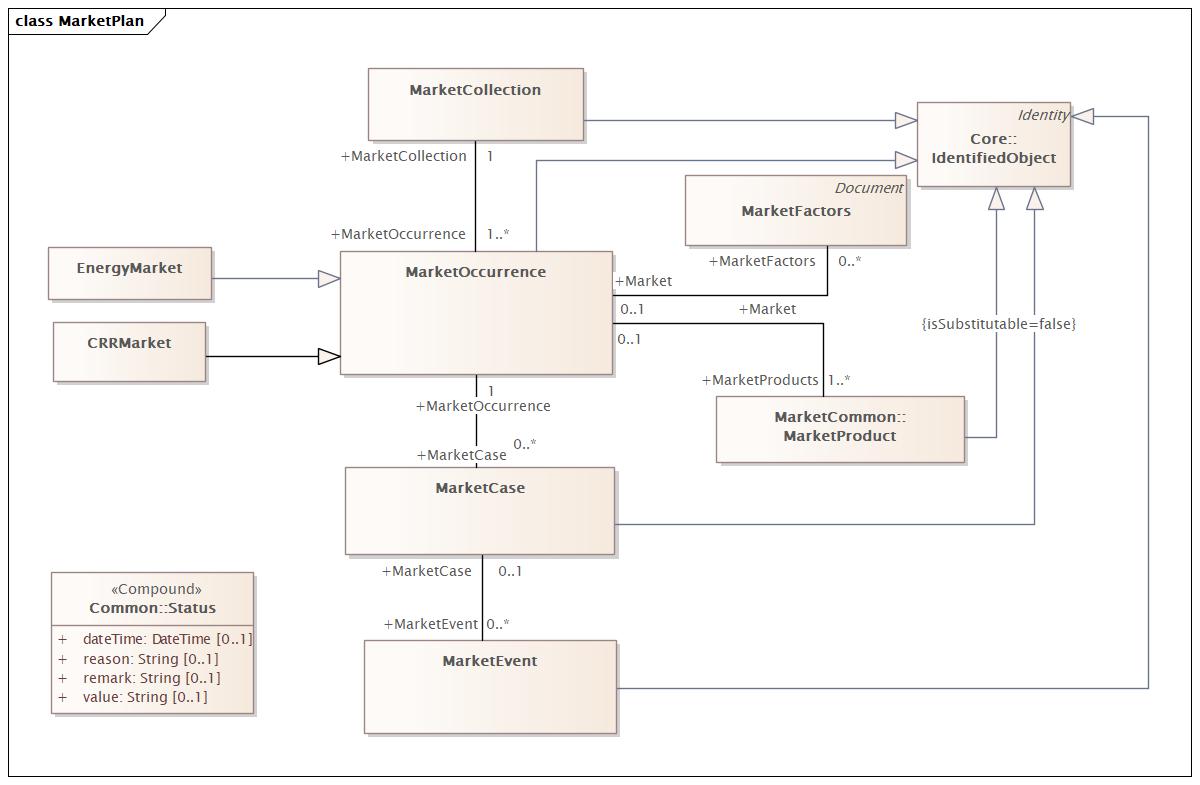 class MarketPlan
MarketCollection
Identity
Core::
IdentifiedObject
+MarketCollection
1
Document
MarketFactors
+MarketOccurrence
1..*
EnergyMarket
MarketOccurrence
+MarketFactors
0..*
+Market
0..1
+Market
0..1
{isSubstitutable=false}
CRRMarket
+MarketProducts
1..*
1
+MarketOccurrence
MarketCommon::
MarketProduct
0..*
+MarketCase
MarketCase
+MarketCase
0..1
«Compound»
Common::Status
+ dateTime: DateTime [0..1]
+ reason: String [0..1]
+ remark: String [0..1]
+ value: String [0..1]
+MarketEvent
0..*
MarketEvent